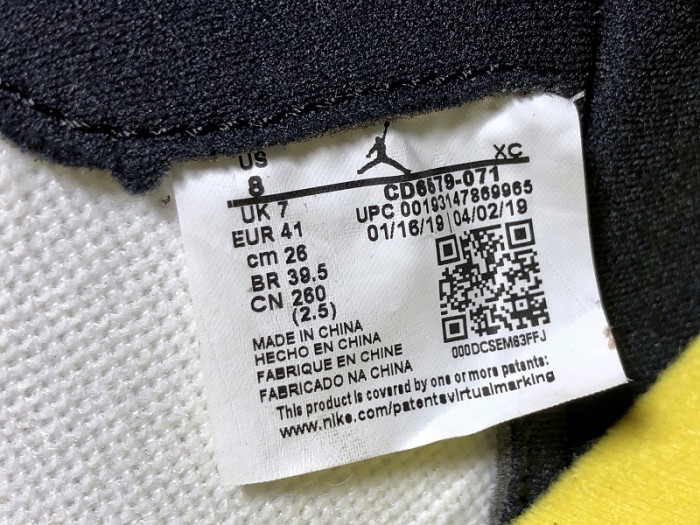 US XC
8 CD6579-071
UK 7 UPC 00193147869965
EUR 41 01/16/19 | 04/02/19
cm 26
BR 39.5
CN 260
(2.5)
000DCSEM83FFJ
MADE IN CHINA
HECHO EN CHINA
FABRIQUE EN CHINE
FABRICADO NA CHINA
This product is covered by one or more patents:
www.nike.com/patentsvirtualmarking